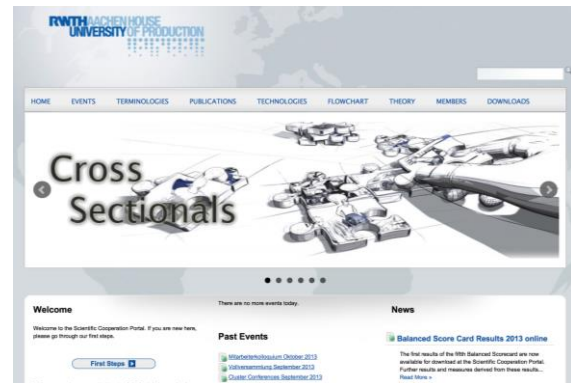 RWTHAACHEN HOUSE
UNIVERSITY OF PRODUCTION
HOME EVENTS TERMINOLOGIES PUBLICATIONS TECHNOLOGIES FLOWCHART THEORY MEMBERS DOWNLOADS
Cross
Sectionals
Welcome
Welcome to the Scientific Cooperation Portal. If you are new here,
please go through our first steps.
First Steps
There are no more events today.
Past Events
Mitarbeiterkolloquium Oktober 2013
Vollversammlung September 2013
Cluster Conferences September 2013
News
Balanced Score Card Results 2013 online
The first results of the fifth Balanced Scorecard are now
available for download at the Scientific Cooperation Portal.
Further results and measures derived from these results...
Read More »